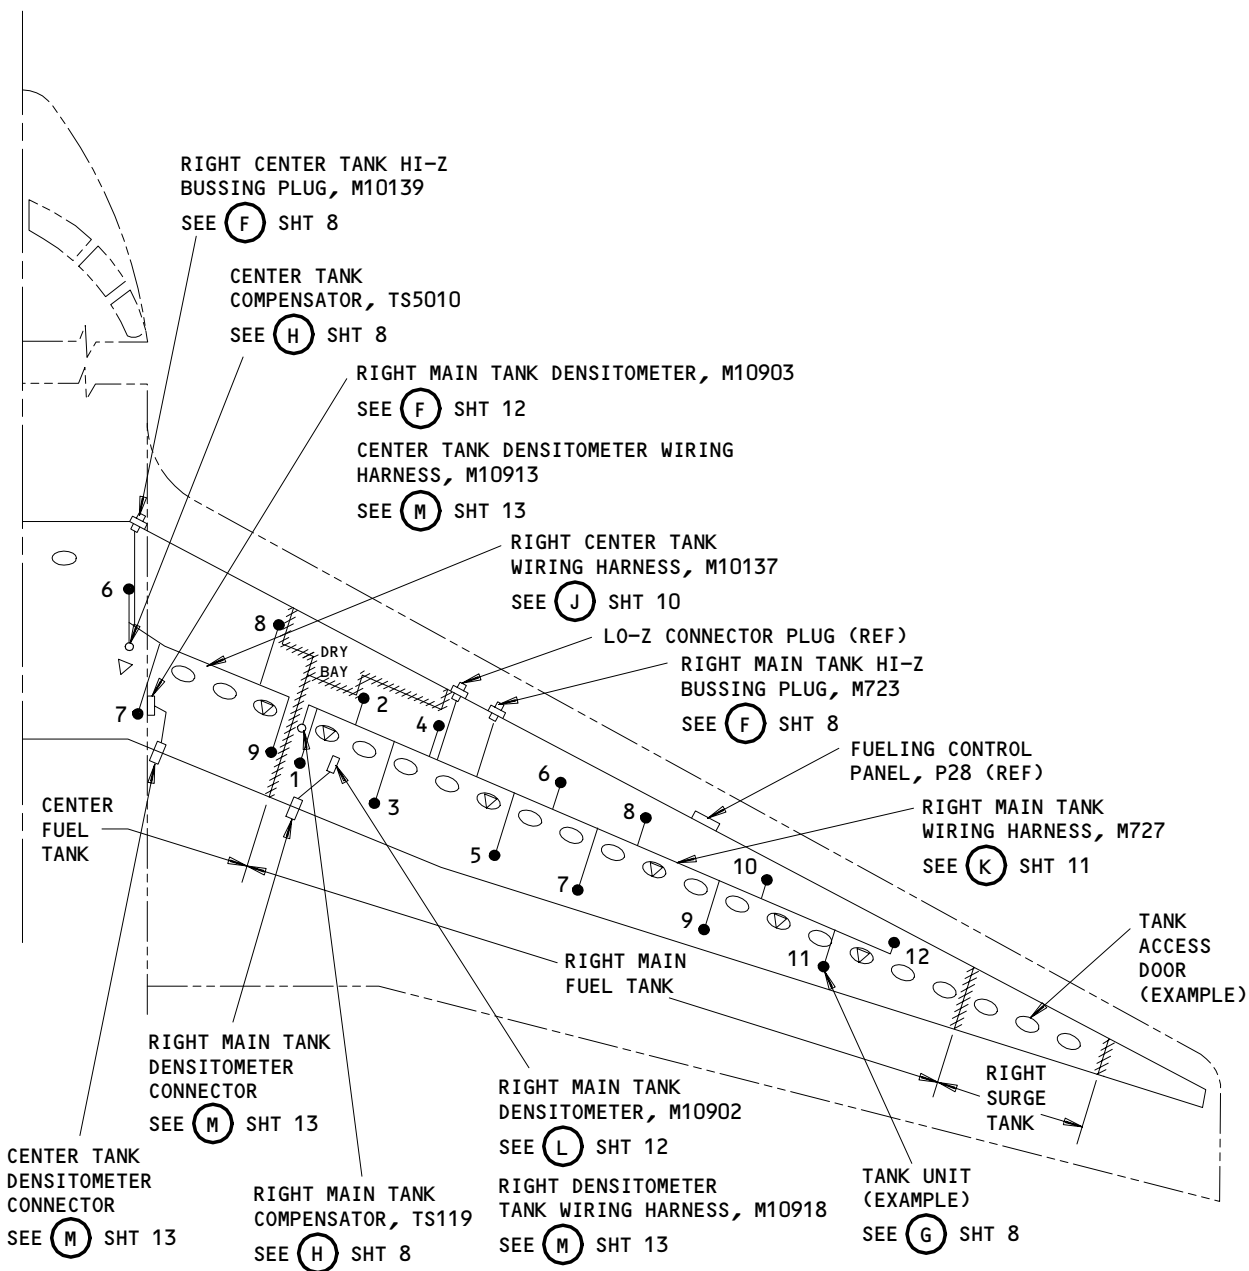 RIGHT CENTER TANK HI-Z
BUSSING PLUG, M10139
SEE F SHT 8
CENTER TANK
COMPENSATOR, TS5010
SEE H SHT 8
RIGHT MAIN TANK DENSITOMETER, M10903
SEE F SHT 12
CENTER TANK DENSITOMETER WIRING
HARNESS, M10913
SEE M SHT 13
RIGHT CENTER TANK
WIRING HARNESS, M10137
SEE J SHT 10
LO-Z CONNECTOR PLUG (REF)
RIGHT MAIN TANK HI-Z
BUSSING PLUG, M723
SEE F SHT 8
FUELING CONTROL
PANEL, P28 (REF)
RIGHT MAIN TANK
WIRING HARNESS, M727
SEE K SHT 11
TANK
ACCESS
DOOR
(EXAMPLE)
6
8
DRY
BAY
7
9
2
4
1
3
6
8
5
7
10
9
11
12
CENTER
FUEL
TANK
RIGHT MAIN
FUEL TANK
RIGHT
SURGE
TANK
RIGHT MAIN TANK
DENSITOMETER
CONNECTOR
SEE M SHT 13
CENTER TANK
DENSITOMETER
CONNECTOR
SEE M SHT 13
RIGHT MAIN TANK
COMPENSATOR, TS119
SEE H SHT 8
RIGHT MAIN TANK
DENSITOMETER, M10902
SEE L SHT 12
RIGHT DENSITOMETER
TANK WIRING HARNESS, M10918
SEE M SHT 13
TANK UNIT
(EXAMPLE)
SEE G SHT 8